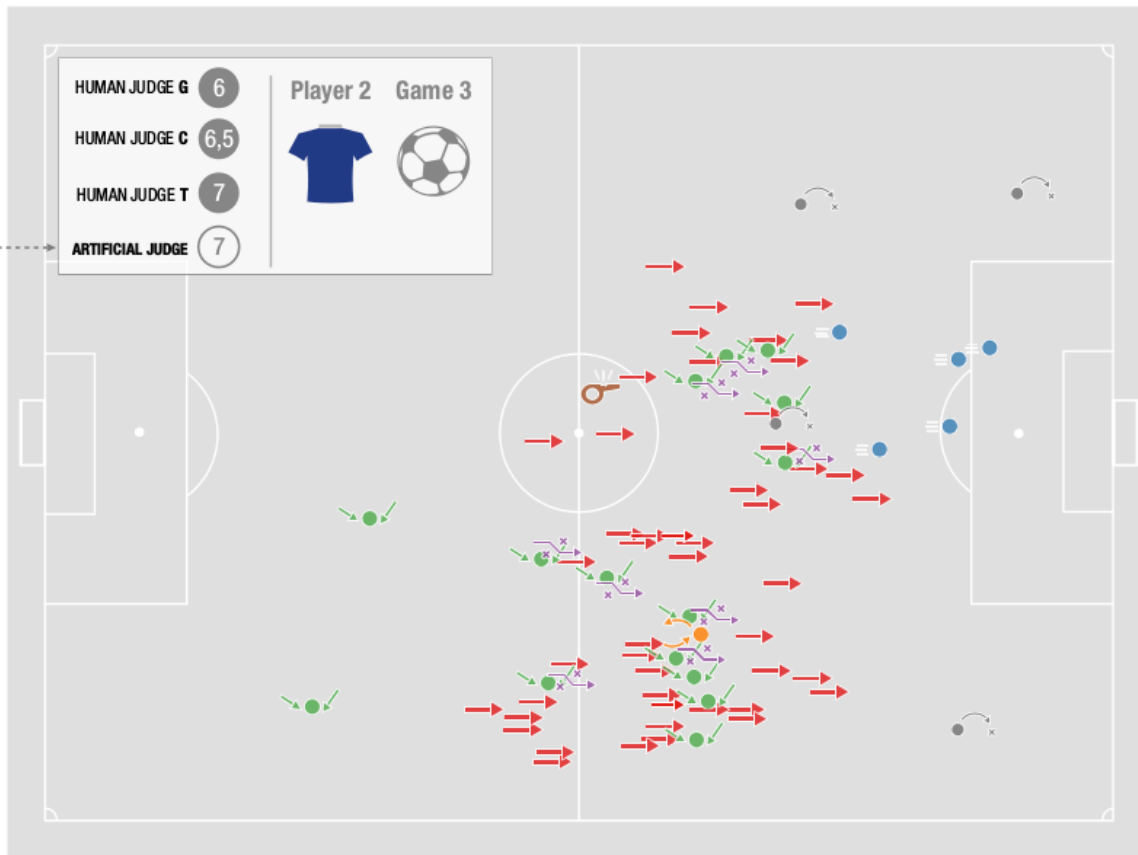 HUMAN JUDGE G 6
HUMAN JUDGE C 6,5
HUMAN JUDGE T 7
ARTIFICIAL JUDGE 7
Player 2 Game 3